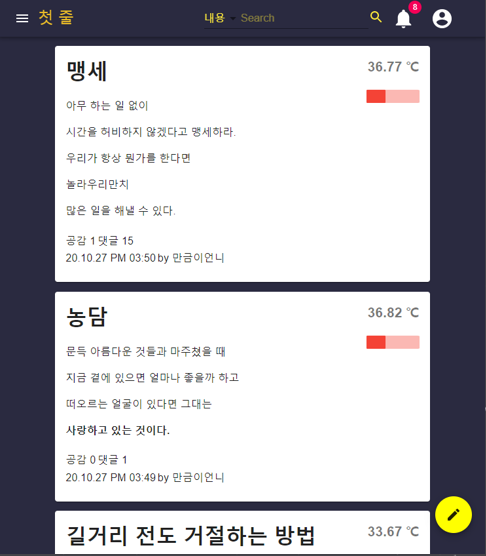 첫 줄
내용 Search
8
맹세
36.77 ℃
아무 하는 일 없이
시간을 허비하지 않겠다고 맹세하라.
우리가 항상 뭔가를 한다면
놀라우리만치
많은 일을 해낼 수 있다.
공감 1 댓글 15
20.10.27 PM 03:50 by 만금이언니
농담
36.82 ℃
문득 아름다운 것들과 마주쳤을 때
지금 곁에 있으면 얼마나 좋을까 하고
떠오르는 얼굴이 있다면 그대는
사랑하고 있는 것이다.
공감 0 댓글 1
20.10.27 PM 03:49 by 만금이언니
길거리 전도 거절하는 방법
33.67 ℃